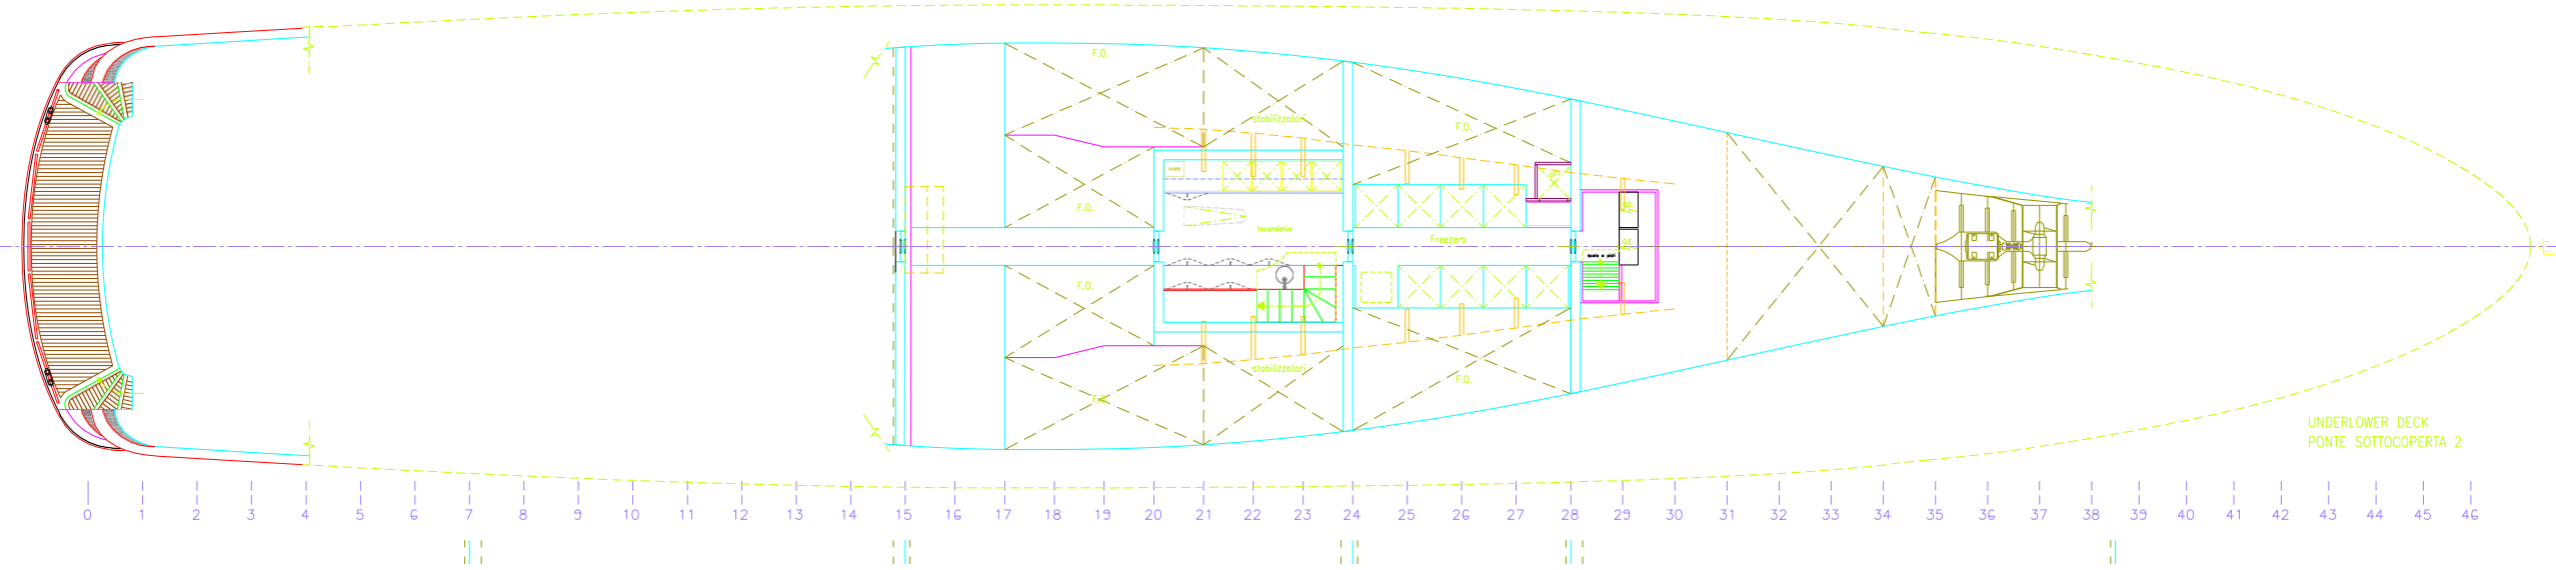 F.O.
stabilizzatori
F.O.
F.O.
lavanderia
Freezers
F.O.
scala a pipi
stabilizzatori
F.O.
F.O.
UNDERLOWER DECK
PONTE SOTTOCOPERTA 2
0 1 2 3 4 5 6 7 8 9 10 11 12 13 14 15 16 17 18 19 20 21 22 23 24 25 26 27 28 29 30 31 32 33 34 35 36 37 38 39 40 41 42 43 44 45 46